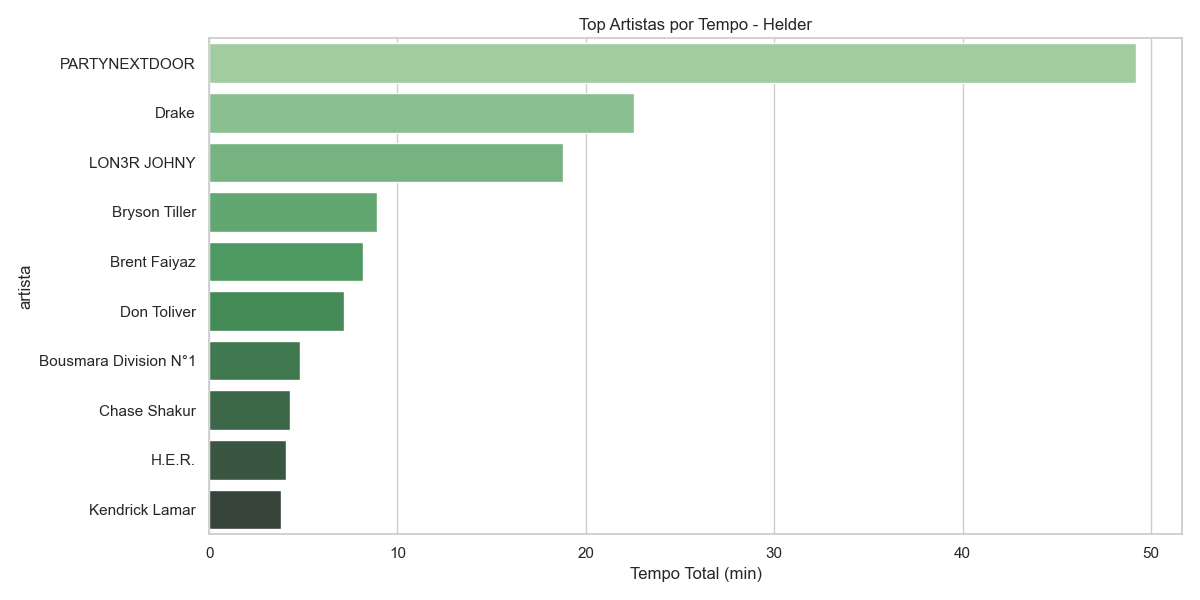 Top Artistas por Tempo - Helder
artista
PARTYNEXTDOOR
Drake
LON3R JOHNY
Bryson Tiller
Brent Faiyaz
Don Toliver
Bousmara Division N°1
Chase Shakur
H.E.R.
Kendrick Lamar
0 10 20 30 40 50
Tempo Total (min)